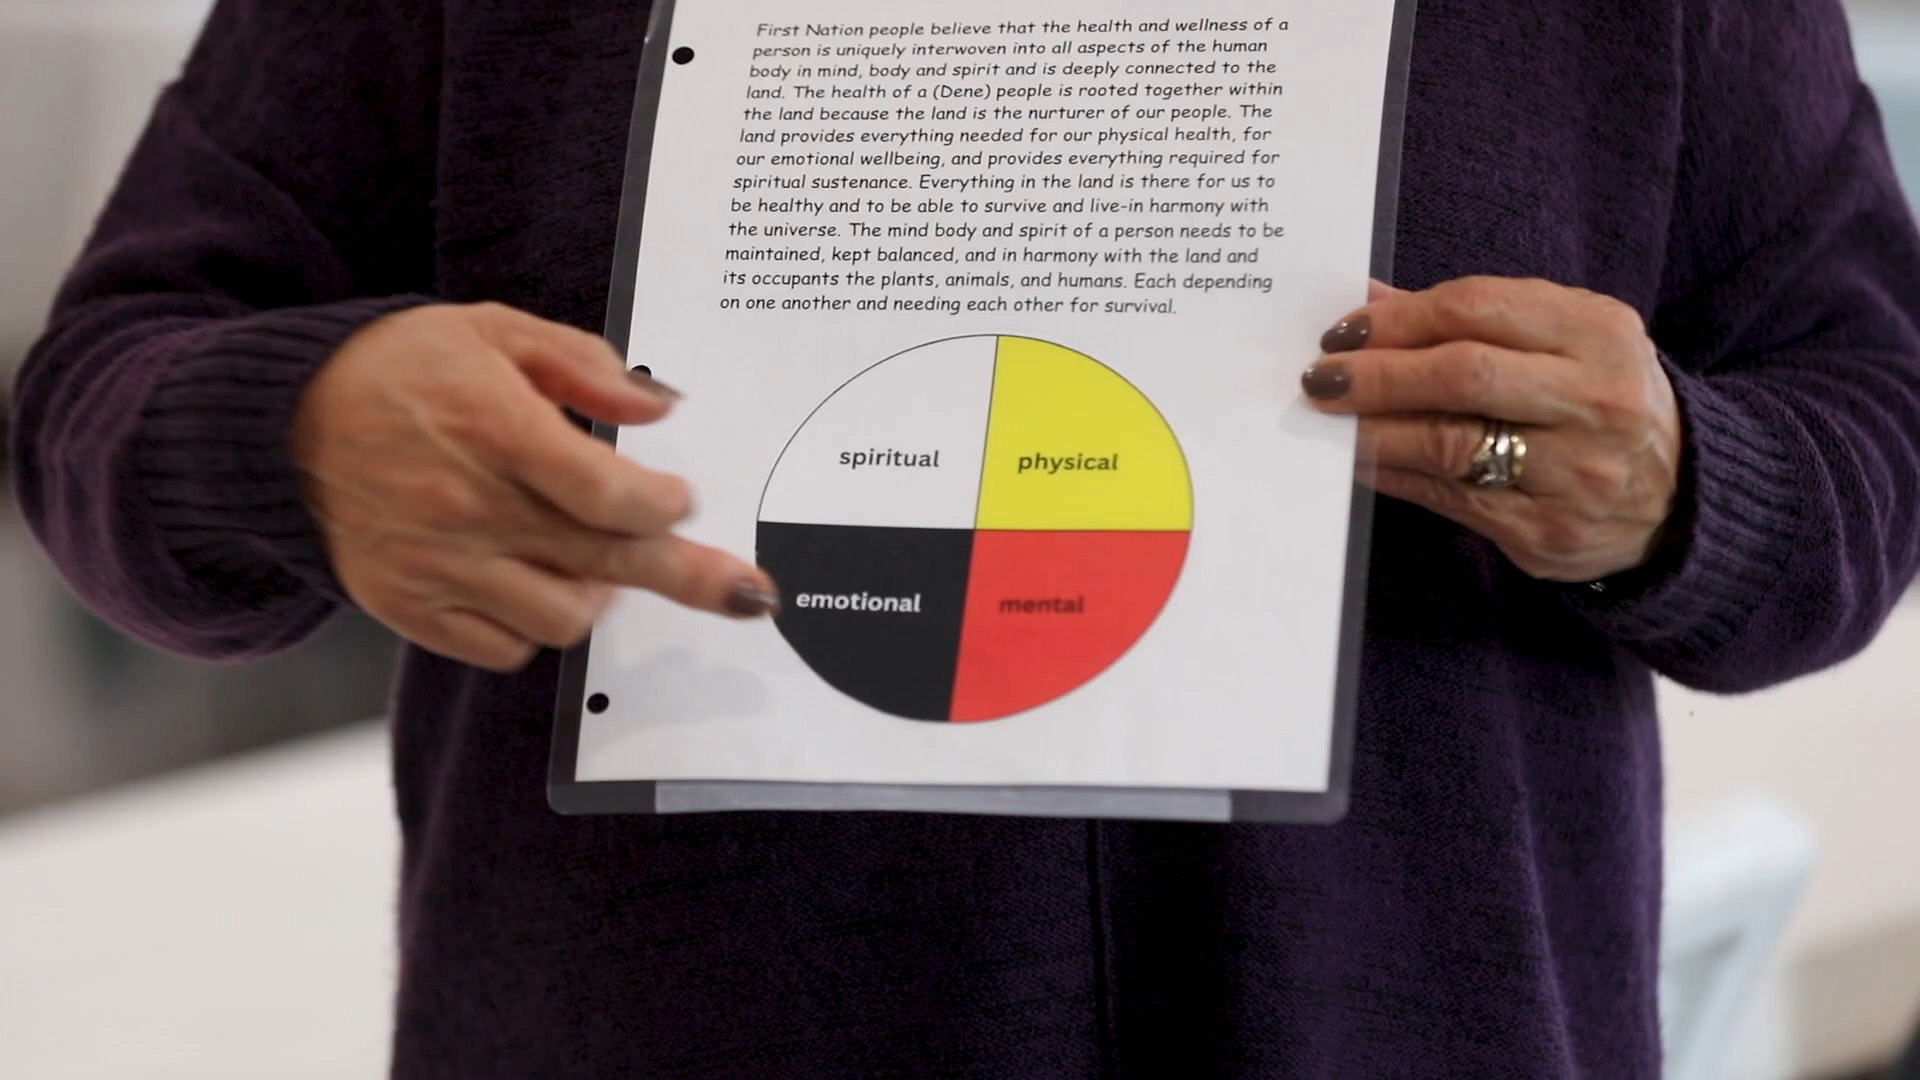 First Nation people believe that the health and wellness of a
person is uniquely interwoven into all aspects of the human
body in mind, body and spirit and is deeply connected to the
land. The health of a (Dene) people is rooted together within
the land because the land is the nurturer of our people. The
land provides everything needed for our physical health, for
our emotional wellbeing, and provides everything required for
spiritual sustenance. Everything in the land is there for us to
be healthy and to be able to survive and live-in harmony with
the universe. The mind body and spirit of a person needs to be
maintained, kept balanced, and in harmony with the land and
its occupants the plants, animals, and humans. Each depending
on one another and needing each other for survival.
spiritual
physical
emotional
mental